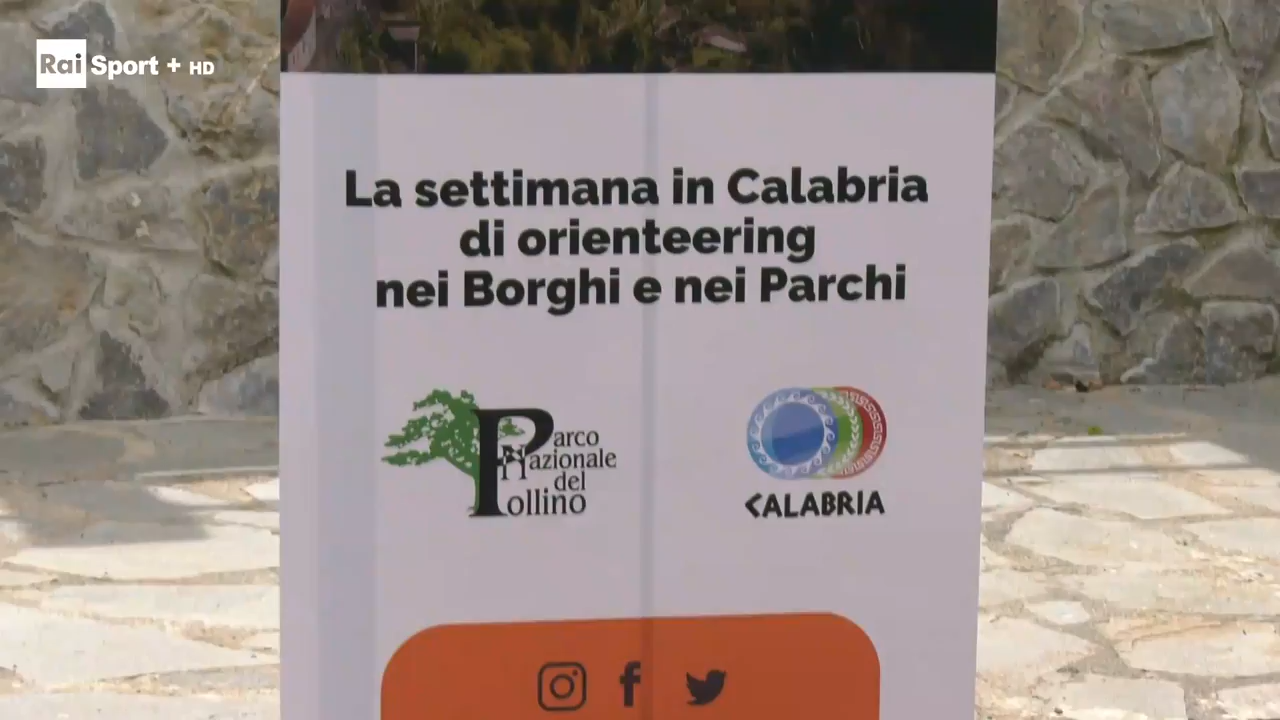 Rai Sport + HD
La settimana in Calabria
di orienteering
nei Borghi e nei Parchi
Parco
Nazionale
del
Pollino
CALABRIA